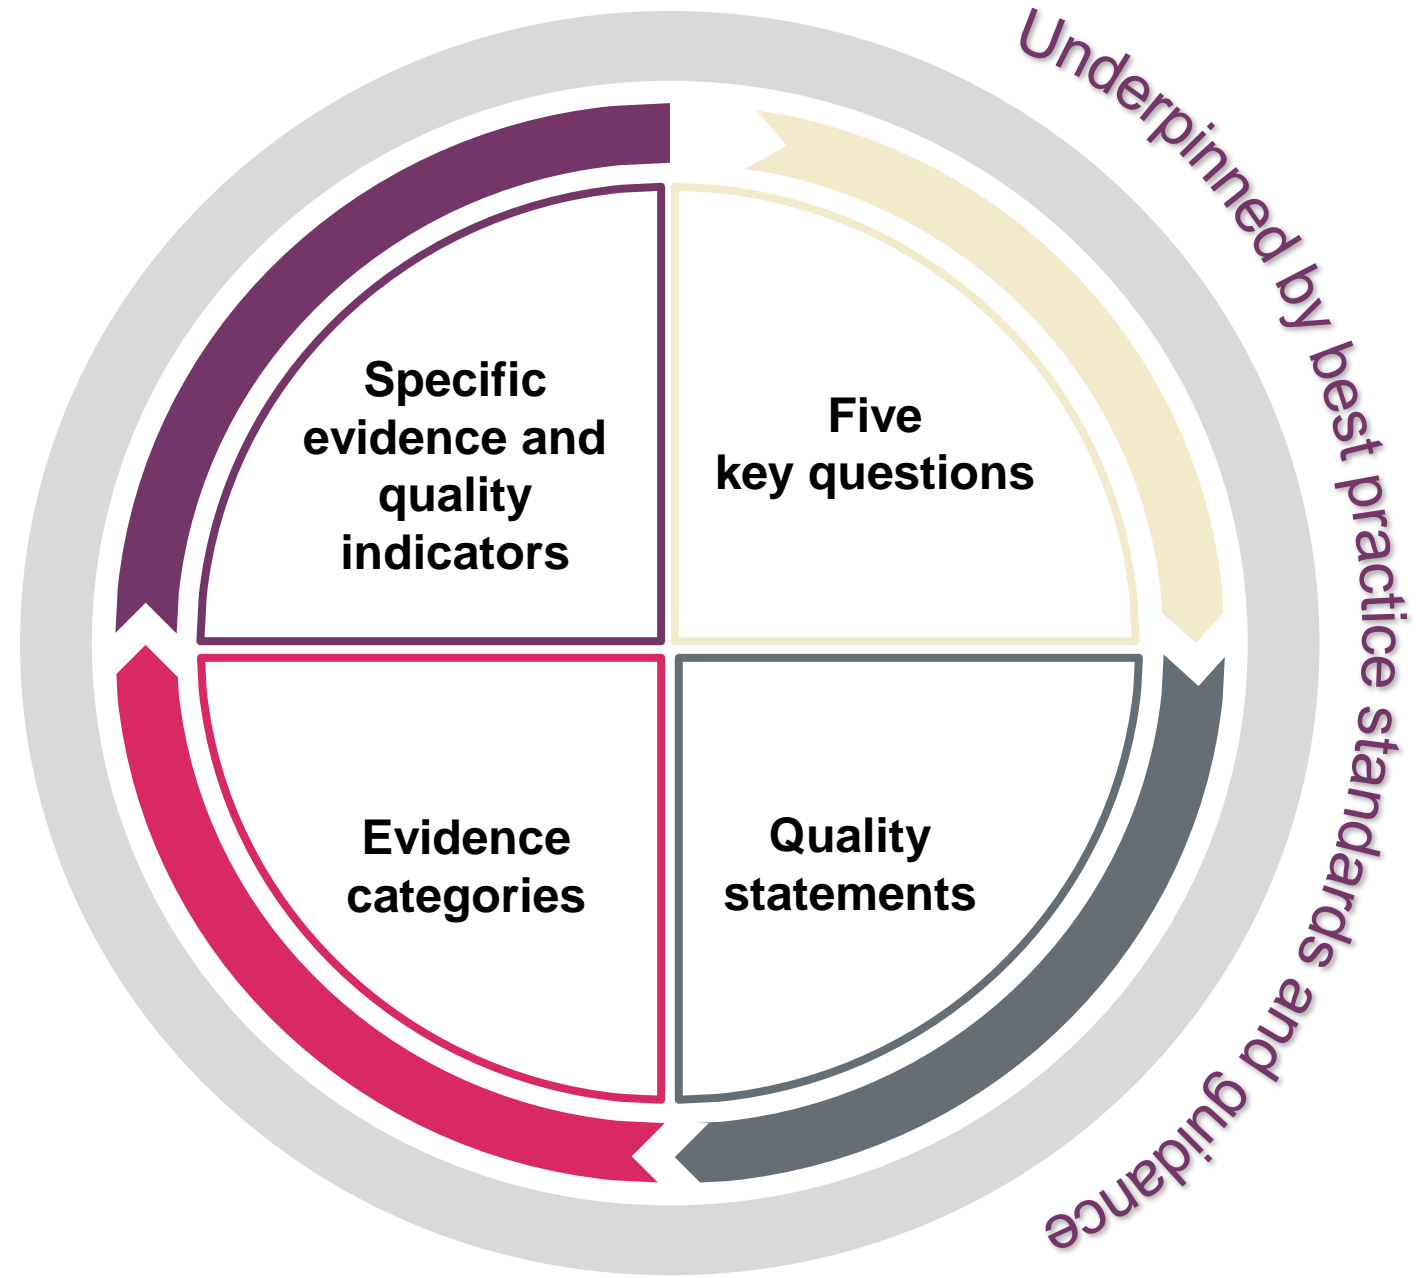 Specific
evidence and
quality
indicators
Five
key questions
Evidence
categories
Quality
statements
Underpinned by best practice standards and guidance